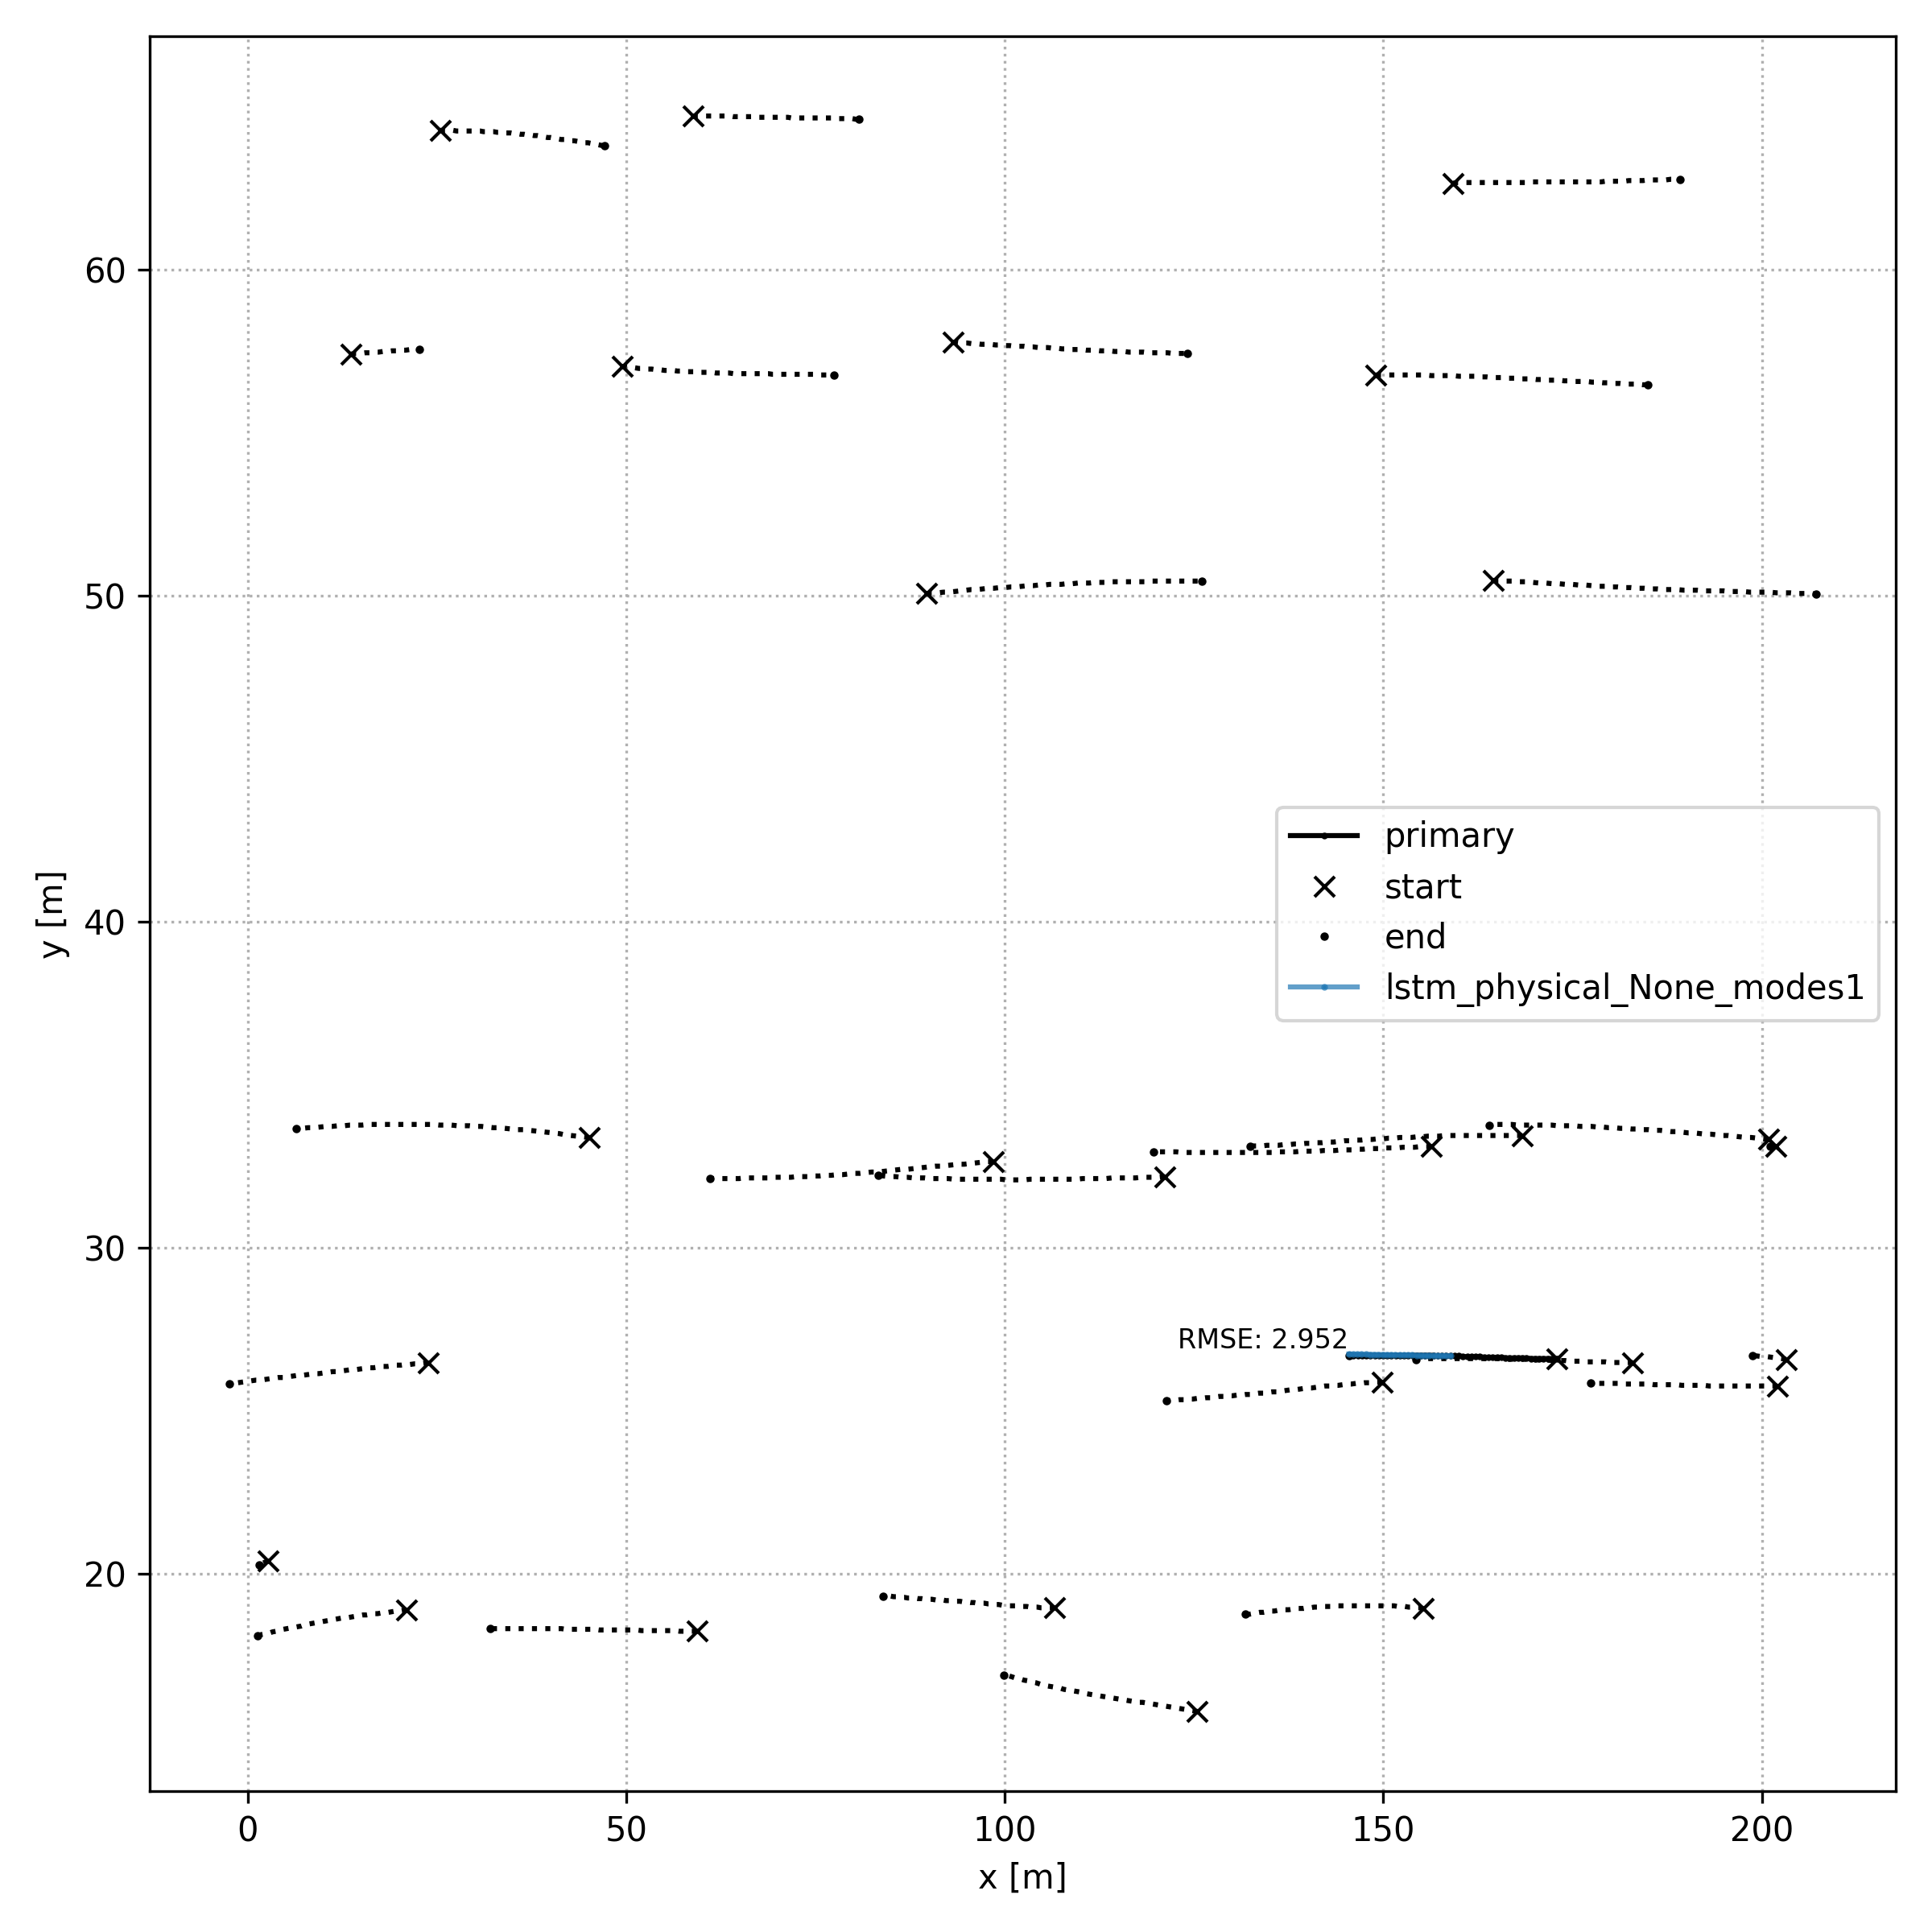 60
50
40
30
20
y [m]
primary
start
end
lstm_physical_None_modes1
RMSE: 2.952
0 50 100 150 200
x [m]